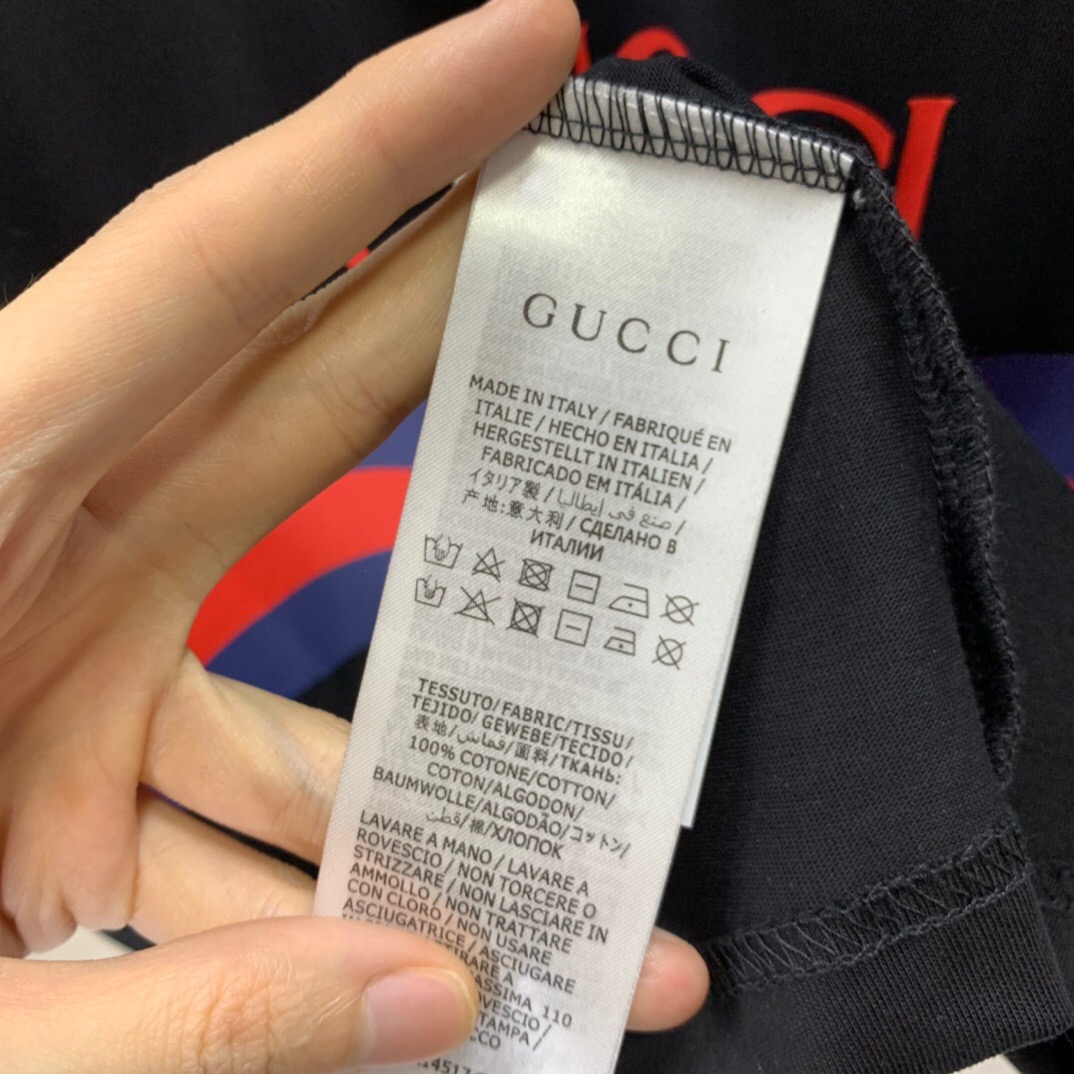 CI
GUCCI
MADE IN ITALY / FABRIQUÉ EN
ITALIE / HECHO EN ITALIA /
HERGESTELLT IN ITALIEN /
FABRICADO EM ITÁLIA /
イタリア製 / صنع في إيطاليا /
产地:意大利 / СДЕЛАНО В
ИТАЛИИ
TESSUTO/FABRIC/TISSU/
TEJIDO/ GEWEBE/TECIDO/
表地/قماش/面料/ТКАНЬ:
100% COTONE/COTTON/
COTON/ALGODON/
BAUMWOLLE/ALGODÃO/コットン/
قطن/棉/ХЛОПОК
LAVARE A MANO / LAVARE A
ROVESCIO / NON TORCERE O
STRIZZARE / NON LASCIARE IN
AMMOLLO / NON TRATTARE
CON CLORO / NON USARE
ASCIUGATRICE / ASCIUGARE
STIRARE A
110
ROVESCIO /